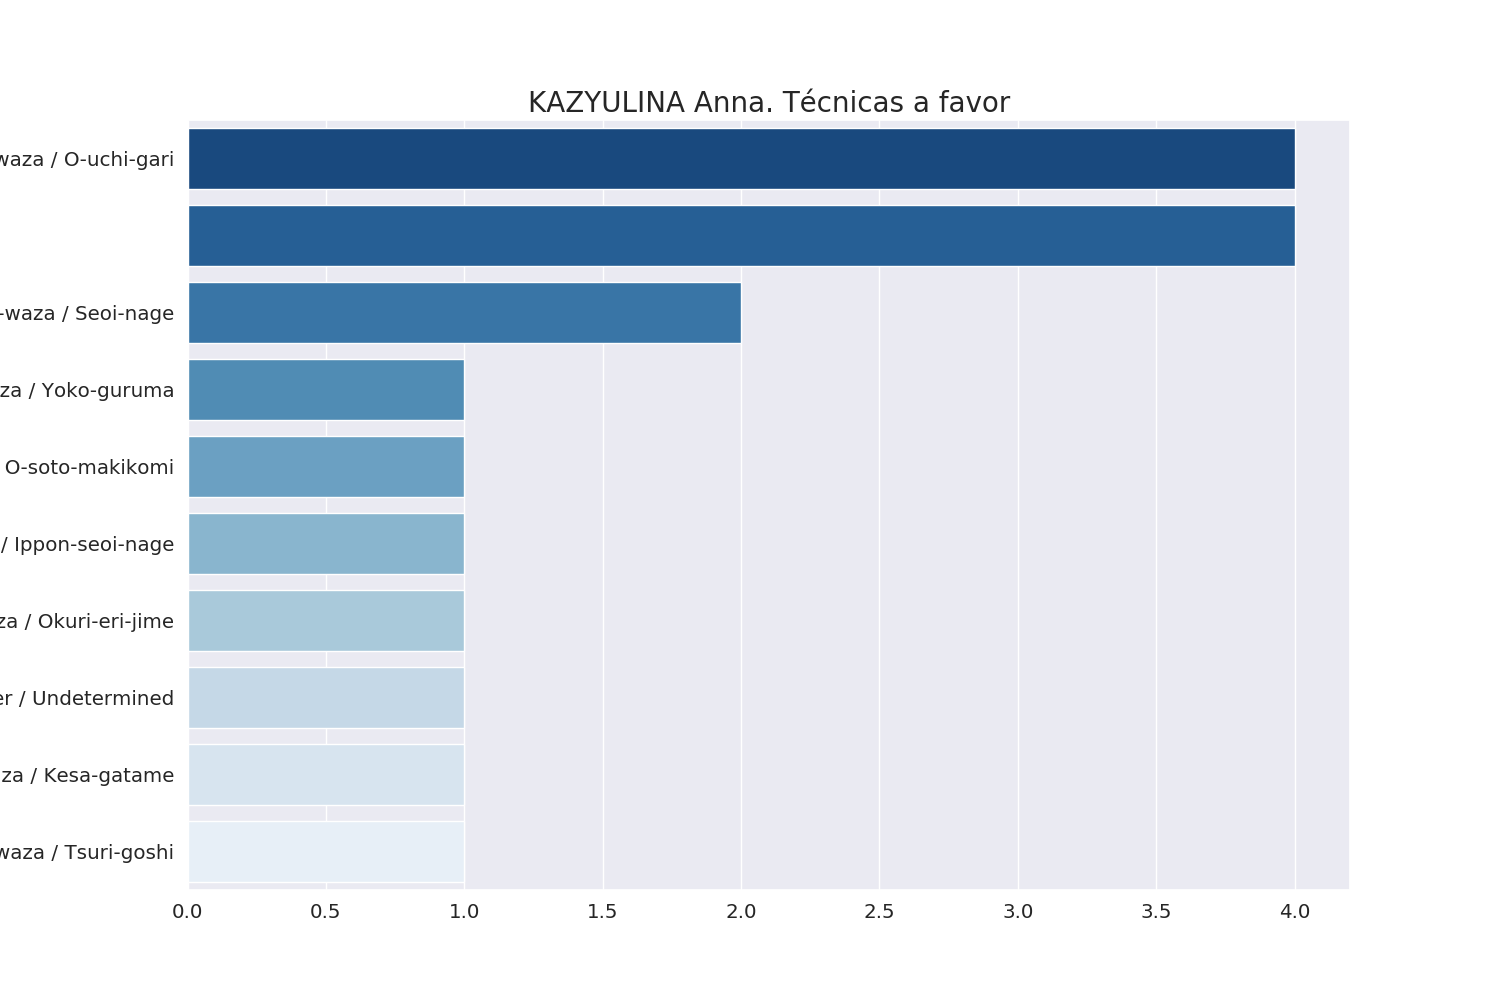 KAZYULINA Anna. Técnicas a favor
waza / O-uchi-gari
-waza / Seoi-nage
za / Yoko-guruma
O-soto-makikomi
/ Ippon-seoi-nage
za / Okuri-eri-jime
er / Undetermined
za / Kesa-gatame
waza / Tsuri-goshi
0.0 0.5 1.0 1.5 2.0 2.5 3.0 3.5 4.0